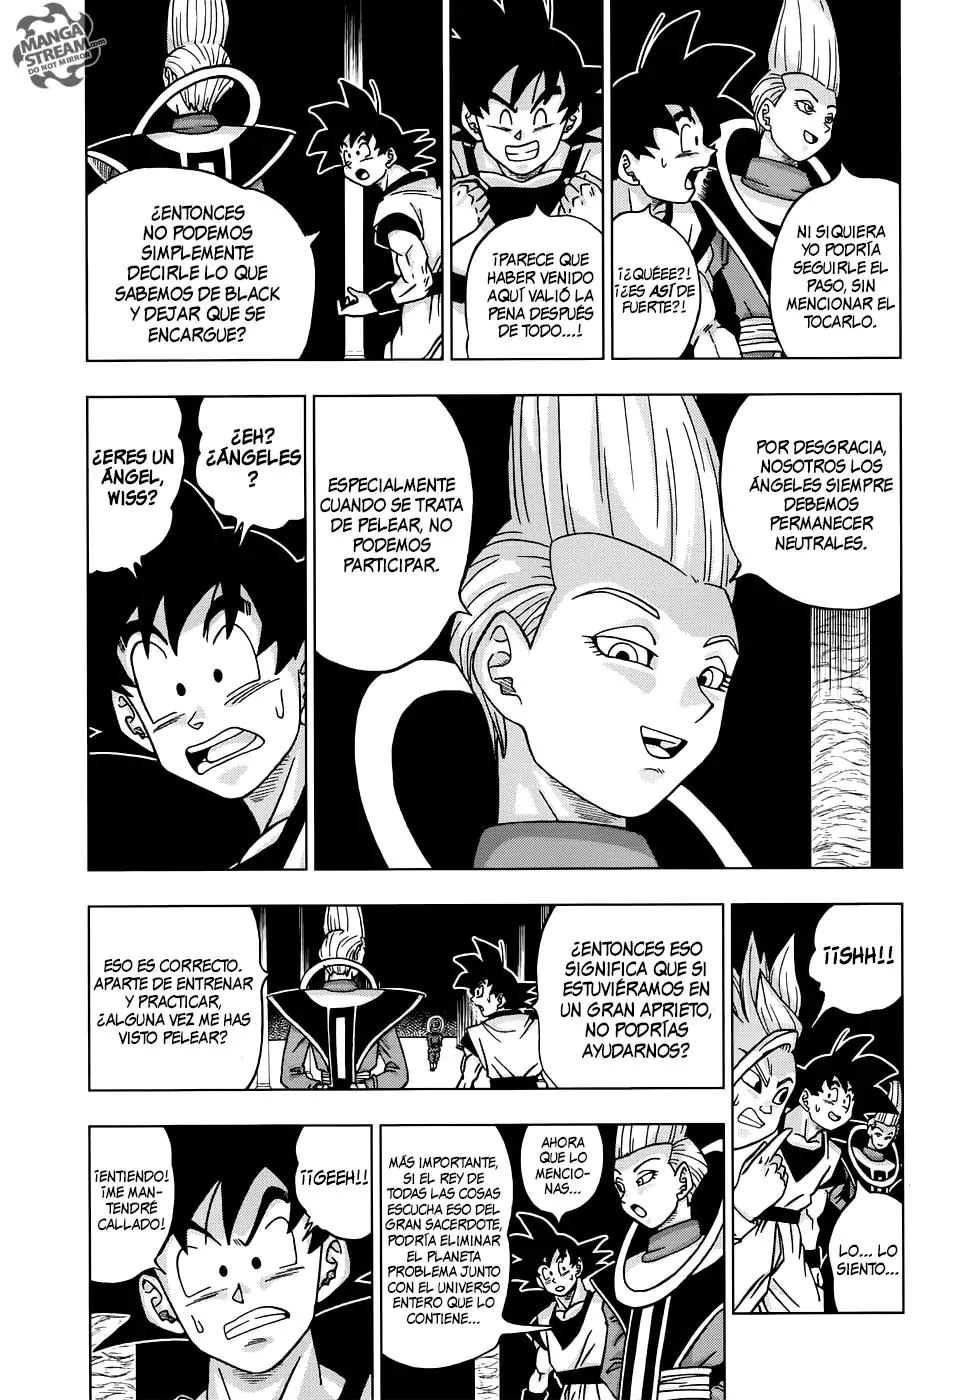 MANGA
STREAM.com
DO NOT MIRROR
NI SIQUIERA
YO PODRÍA
SEGUIRLE EL
PASO, SIN
MENCIONAR EL
TOCARLO.
¡¿QUÉEE?!
¡¿ES ASÍ DE
FUERTE?!
¡PARECE QUE
HABER VENIDO
AQUÍ VALIÓ LA
PENA DESPUÉS
DE TODO...!
¿ENTONCES
NO PODEMOS
SIMPLEMENTE
DECIRLE LO QUE
SABEMOS DE BLACK
Y DEJAR QUE SE
ENCARGUE?
POR DESGRACIA,
NOSOTROS LOS
ÁNGELES SIEMPRE
DEBEMOS
PERMANECER
NEUTRALES.
ESPECIALMENTE
CUANDO SE TRATA
DE PELEAR, NO
PODEMOS
PARTICIPAR.
¿EH?
¿ÁNGELES
?
¿ERES UN
ÁNGEL,
WISS?
¡¡SHH!!
LO... LO
SIENTO...
¿ENTONCES ESO
SIGNIFICA QUE SI
ESTUVIÉRAMOS EN
UN GRAN APRIETO,
NO PODRÍAS
AYUDARNOS?
ESO ES CORRECTO.
APARTE DE ENTRENAR
Y PRACTICAR,
¿ALGUNA VEZ ME HAS
VISTO PELEAR?
AHORA
QUE LO
MENCIO-
NAS...
MÁS IMPORTANTE,
SI EL REY DE
TODAS LAS COSAS
ESCUCHA ESO DEL
GRAN SACERDOTE,
PODRÍA ELIMINAR
EL PLANETA
PROBLEMA JUNTO
CON EL UNIVERSO
ENTERO QUE LO
CONTIENE...
¡¡GEEH!!
¡ENTIENDO!
¡ME MAN-
TENDRÉ
CALLADO!